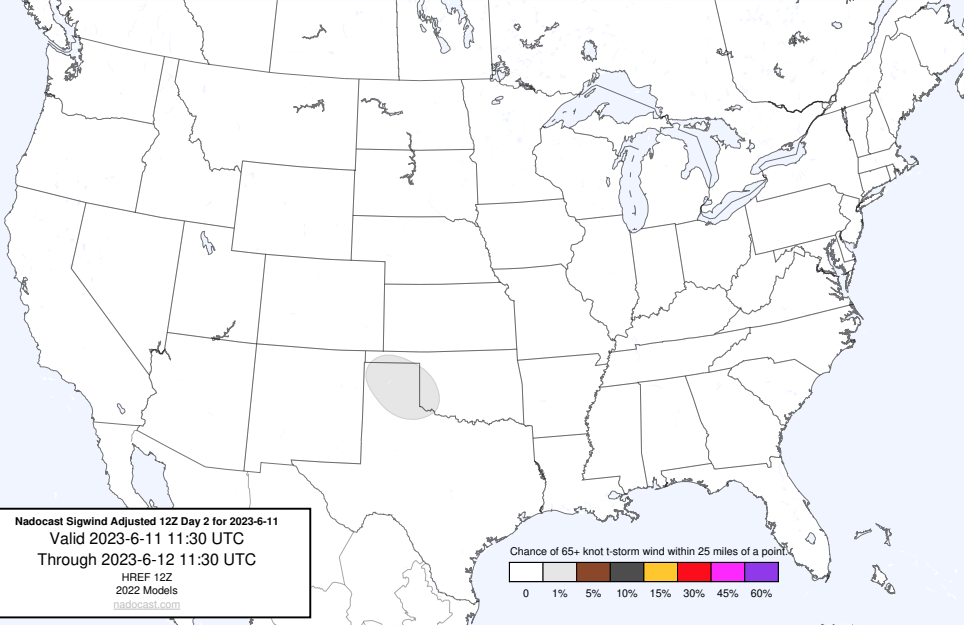 Nadocast Sigwind Adjusted 12Z Day 2 for 2023-6-11
Valid 2023-6-11 11:30 UTC
Through 2023-6-12 11:30 UTC
HREF 12Z
2022 Models
nadocast.com
Chance of 65+ knot t-storm wind within 25 miles of a point.
0 1% 5% 10% 15% 30% 45% 60%